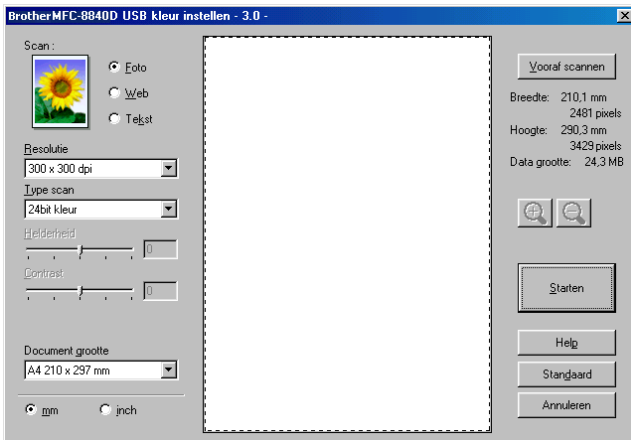 BrotherMFC-8840D USB kleur instellen - 3.0 -
Scan :
Foto
Web
Tekst
Resolutie
300 x 300 dpi
Type scan
24bit kleur
Helderheid
0
Contrast
0
Document grootte
A4 210 x 297 mm
mm
inch
Vooraf scannen
Breedte: 210,1 mm
2481 pixels
Hoogte: 290,3 mm
3429 pixels
Data grootte: 24,3 MB
Starten
Help
Standaard
Annuleren